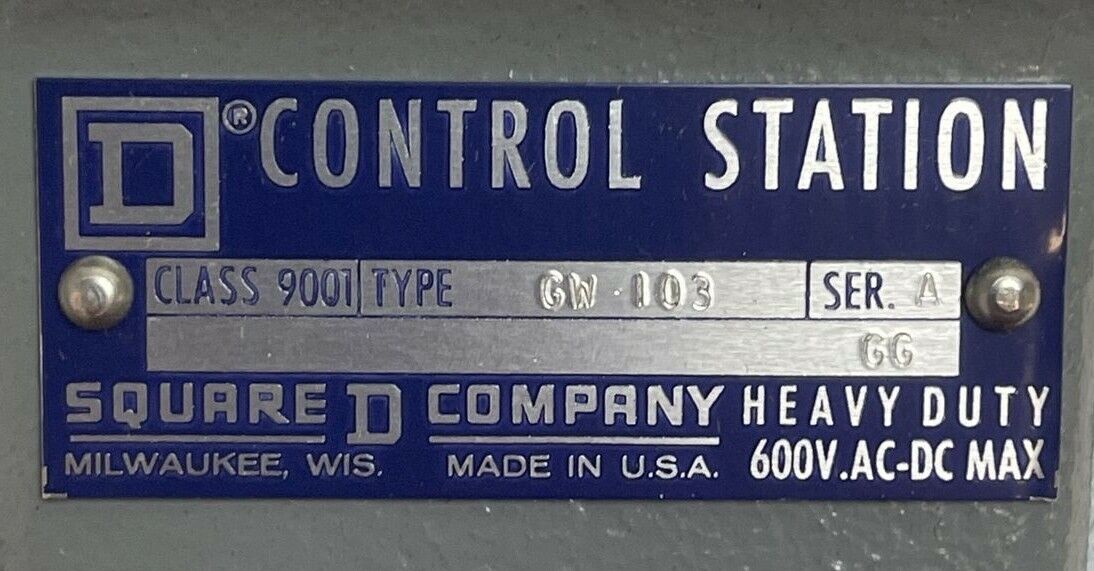 D® CONTROL STATION
CLASS 9001 TYPE GW-103 SER. A
GG
SQUARE D COMPANY HEAVY DUTY
MILWAUKEE, WIS. MADE IN U.S.A. 600V.AC-DC MAX